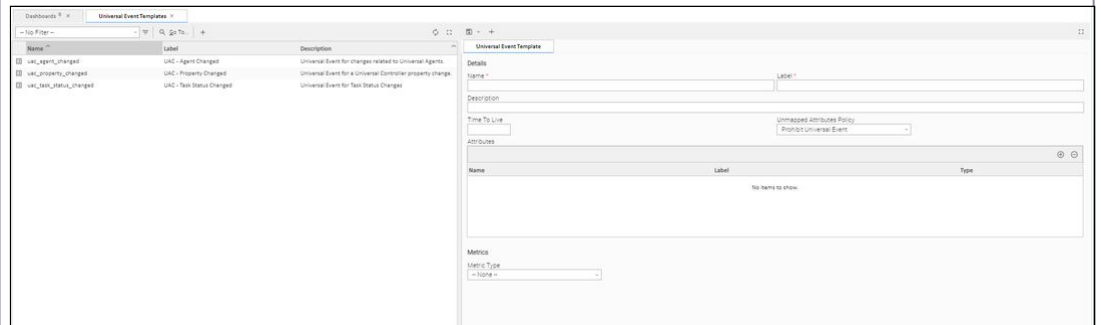 Dashboards
Universal Event Templates
-- No Filter --
Go To...
Name
Label
Description
uac_agent_changed
UAC - Agent Changed
Universal Event for changes related to Universal Agents.
uac_property_changed
UAC - Property Changed
Universal Event for a Universal Controller property change.
uac_task_status_changed
UAC - Task Status Changed
Universal Event for Task Status Changes
Universal Event Template
Details
Name *
Label *
Description
Time To Live
Unmapped Attributes Policy
Prohibit Universal Event
Attributes
Name
Label
Type
No items to show.
Metrics
Metric Type
-- None --